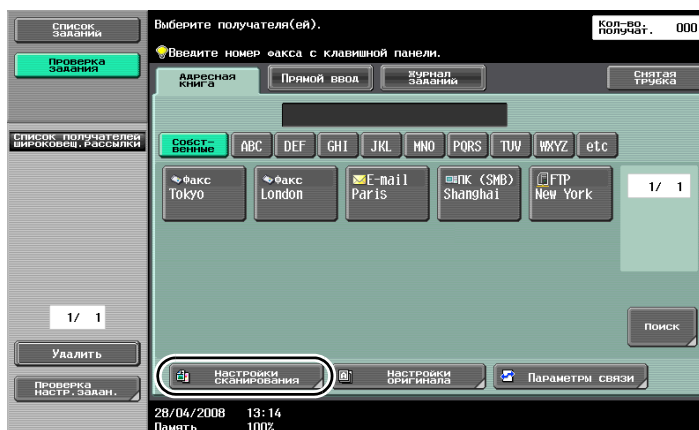 Список
заданий
Проверка
задания
Список получателей
широковещ.рассылки
1/ 1
Удалить
Проверка
настр.задан.
Выберите получателя(ей).
Кол-во.
получат.
000
Введите номер факса с клавишной панели.
Адресная
книга
Прямой ввод
Журнал
заданий
Снятая
трубка
Собст-
венные
ABC
DEF
GHI
JKL
MNO
PQRS
TUV
WXYZ
etc
Факс
Tokyo
Факс
London
E-mail
Paris
ПК (SMB)
Shanghai
FTP
New York
1/ 1
Поиск
Настройки
сканирования
Настройки
оригинала
Параметры связи
28/04/2008 13:14
Память 100%